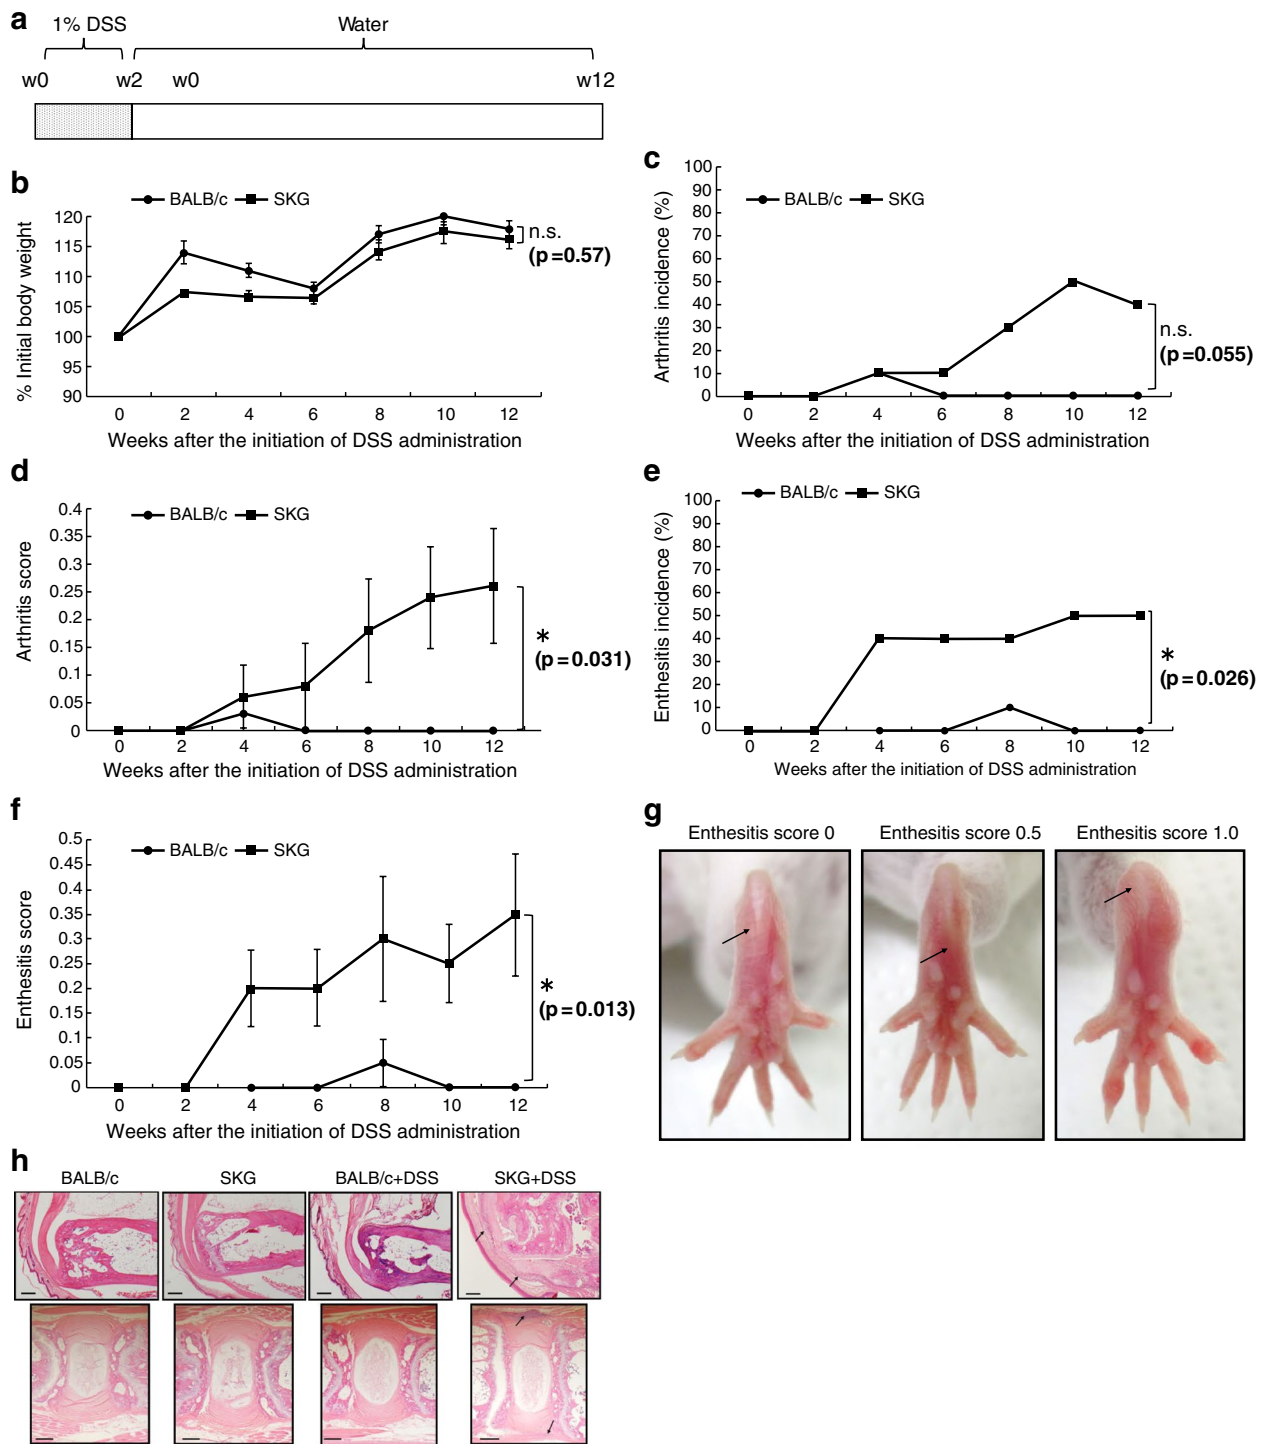 a
1% DSS Water
w0 w2 w0 w12
b
BALB/c SKG
% Initial body weight
120
115
110
105
100
95
90
n.s.
(p=0.57)
0 2 4 6 8 10 12
Weeks after the initiation of DSS administration
c
BALB/c SKG
Arthritis incidence (%)
100
90
80
70
60
50
40
30
20
10
0
n.s.
(p=0.055)
0 2 4 6 8 10 12
Weeks after the initiation of DSS administration
d
BALB/c SKG
Arthritis score
0.4
0.35
0.3
0.25
0.2
0.15
0.1
0.05
0
*
(p=0.031)
0 2 4 6 8 10 12
Weeks after the initiation of DSS administration
e
BALB/c SKG
Enthesitis incidence (%)
100
90
80
70
60
50
40
30
20
10
0
*
(p=0.026)
0 2 4 6 8 10 12
Weeks after the initiation of DSS administration
f
BALB/c SKG
Enthesitis score
0.5
0.45
0.4
0.35
0.3
0.25
0.2
0.15
0.1
0.05
0
*
(p=0.013)
0 2 4 6 8 10 12
Weeks after the initiation of DSS administration
g
Enthesitis score 0 Enthesitis score 0.5 Enthesitis score 1.0
h
BALB/c SKG BALB/c+DSS SKG+DSS